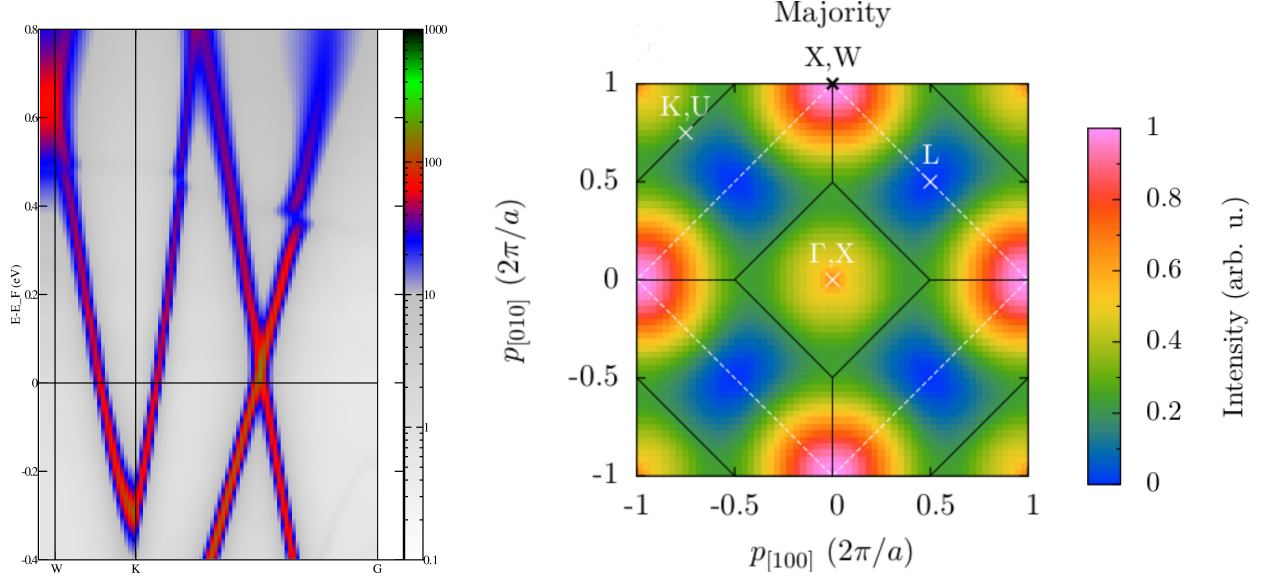 0.8
0.6
0.4
0.2
0
-0.2
-0.4
E-E_F (eV)
W
K
G
1000
100
10
1
0.1
Majority
X,W
K,U
L
Γ,X
1
0.5
0
-0.5
-1
p[010] (2π/a)
-1
-0.5
0
0.5
1
p[100] (2π/a)
1
0.8
0.6
0.4
0.2
0
Intensity (arb. u.)